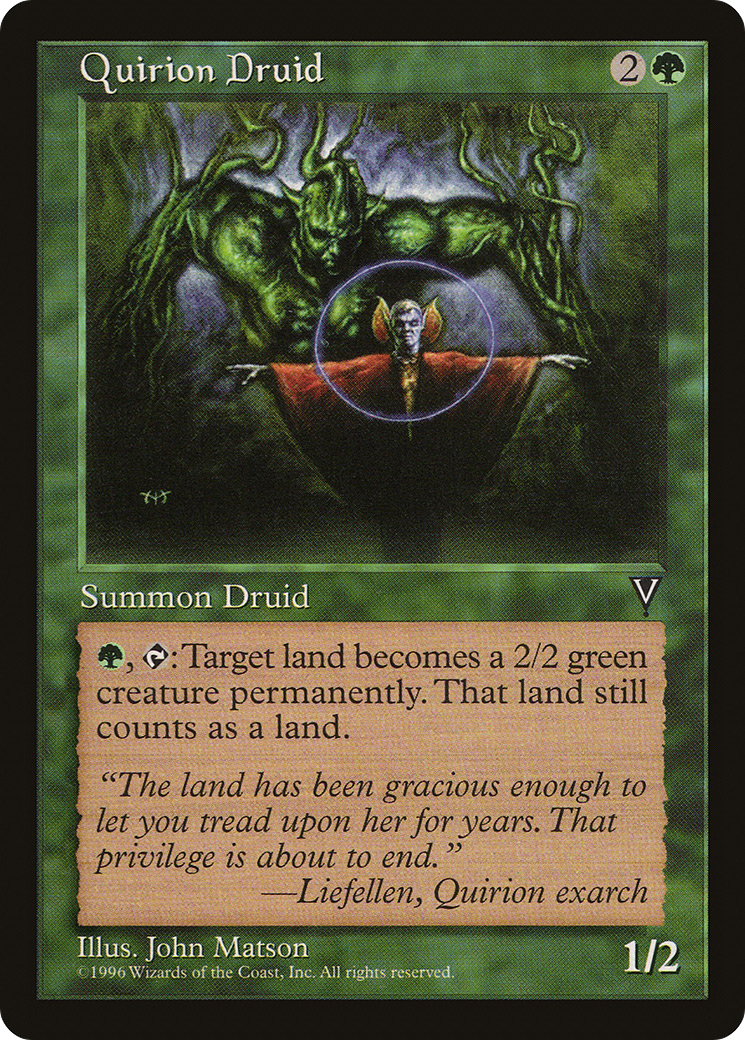 Quirion Druid 2
Summon Druid V
, : Target land becomes a 2/2 green
creature permanently. That land still
counts as a land.
“The land has been gracious enough to
let you tread upon her for years. That
privilege is about to end.”
—Liefellen, Quirion exarch
Illus. John Matson
©1996 Wizards of the Coast, Inc. All rights reserved.
1/2